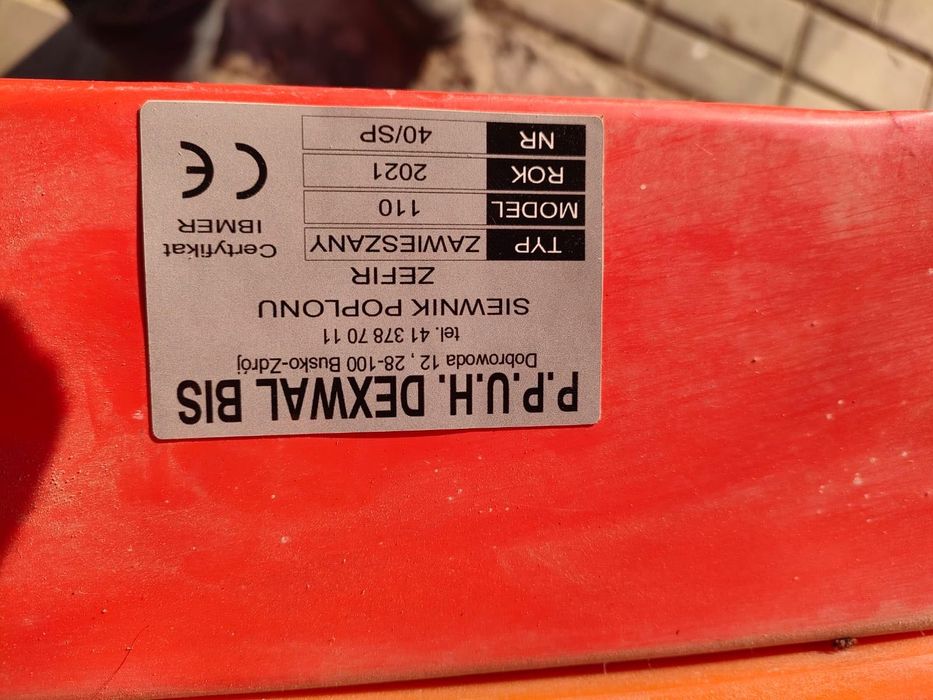 P.P.U.H. DEXWAL BIS
Dobrowoda 12 , 28-100 Busko-Zdrój
tel. 41 378 70 11
SIEWNIK POPLONU
ZEFIR
TYP ZAWIESZANY
MODEL 110
ROK 2021
NR 40/SP
Certyfikat
IBMER
CE